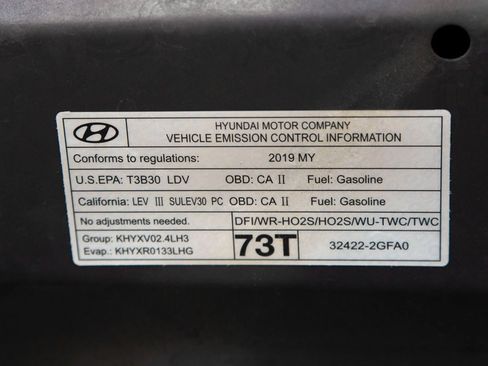 HYUNDAI MOTOR COMPANY
VEHICLE EMISSION CONTROL INFORMATION
Conforms to regulations: 2019 MY
U.S.EPA: T3B30 LDV OBD: CA II Fuel: Gasoline
California: LEV III SULEV30 PC OBD: CA II Fuel: Gasoline
No adjustments needed. DFI/WR-HO2S/HO2S/WU-TWC/TWC
Group: KHYXV02.4LH3
Evap.: KHYXR0133LHG
73T 32422-2GFA0